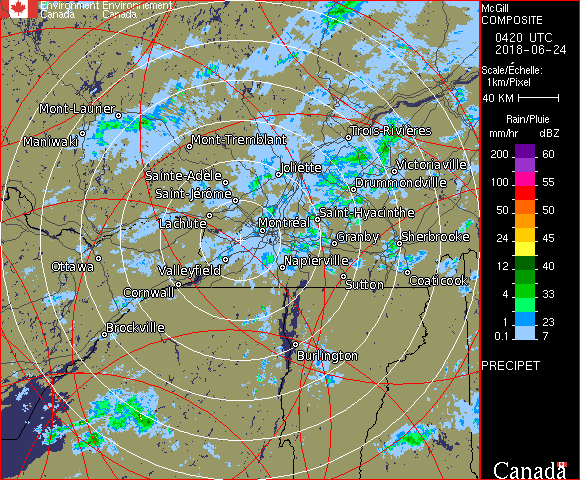 Environment Environnement
Canada Canada
McGill
COMPOSITE
0420 UTC
2018-06-24
Scale/Échelle:
1km/Pixel
40 KM
Rain/Pluie
mm/hr dBZ
200 60
100 55
50 50
24 45
12 40
4 33
1 23
0.1 7
PRECIPET
Canada
Mont-Laurier
Maniwaki
Mont-Tremblant
Trois-Rivières
Joliette
Victoriaville
Sainte-Adèle
Drummondville
Saint-Jérôme
Saint-Hyacinthe
Lachute
Montréal
Granby
Sherbrooke
Ottawa
Valleyfield
Napierville
Cornwall
Sutton
Coaticook
Brockville
Burlington